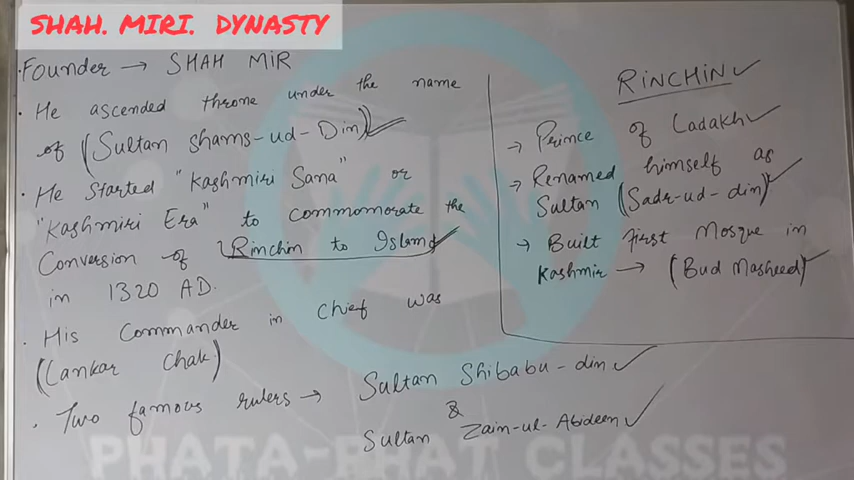 SHAH. MIRI. DYNASTY
Founder → SHAH MIR
• He ascended throne under the name
of (Sultan Shams-ud-Din)
• He started "Kashmiri Sana" or
"Kashmiri Era" to commomorate the
Conversion of Rinchin to Islam
in 1320 AD.
• His Commander in Chief was
(Lankar Chak)
• Two famous rulers → Sultan Shibabu-din
&
Sultan Zain-ul-Abideen
RINCHIN
→ Prince of Ladakh
→ Renamed himself as
Sultan (Sadr-ud-din)
→ Built first Mosque in
Kashmir → (Bud Masheed)
PHATA-PHAT CLASSES